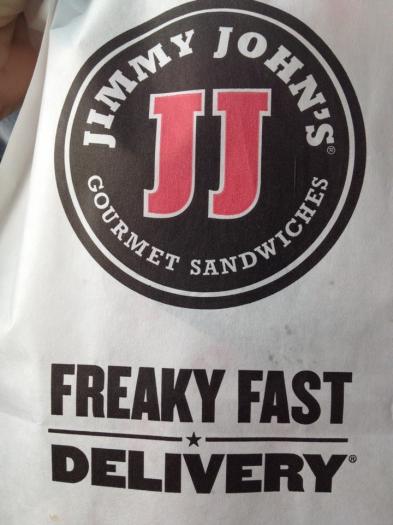 JIMMY JOHN'S®
JJ
GOURMET SANDWICHES
FREAKY FAST
DELIVERY®